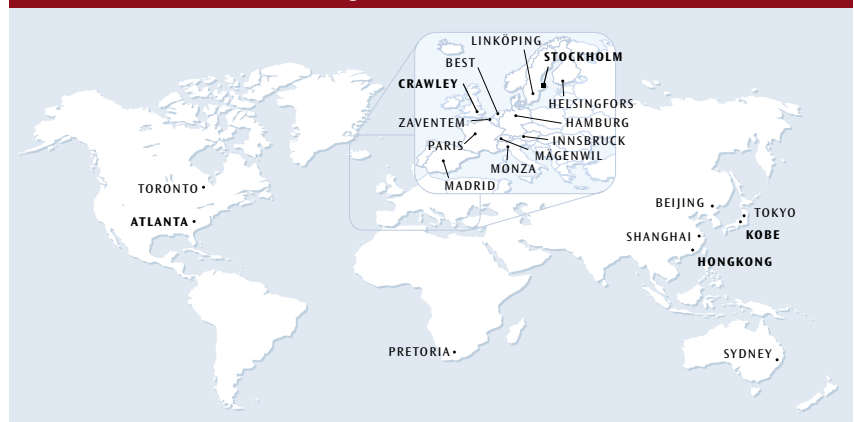 LINKÖPING
STOCKHOLM
BEST
CRAWLEY
HELSINGFORS
ZAVENTEM
HAMBURG
INNSBRUCK
PARIS
MÄGENWIL
MONZA
MADRID
TORONTO
ATLANTA
BEIJING
TOKYO
SHANGHAI
KOBE
HONGKONG
PRETORIA
SYDNEY